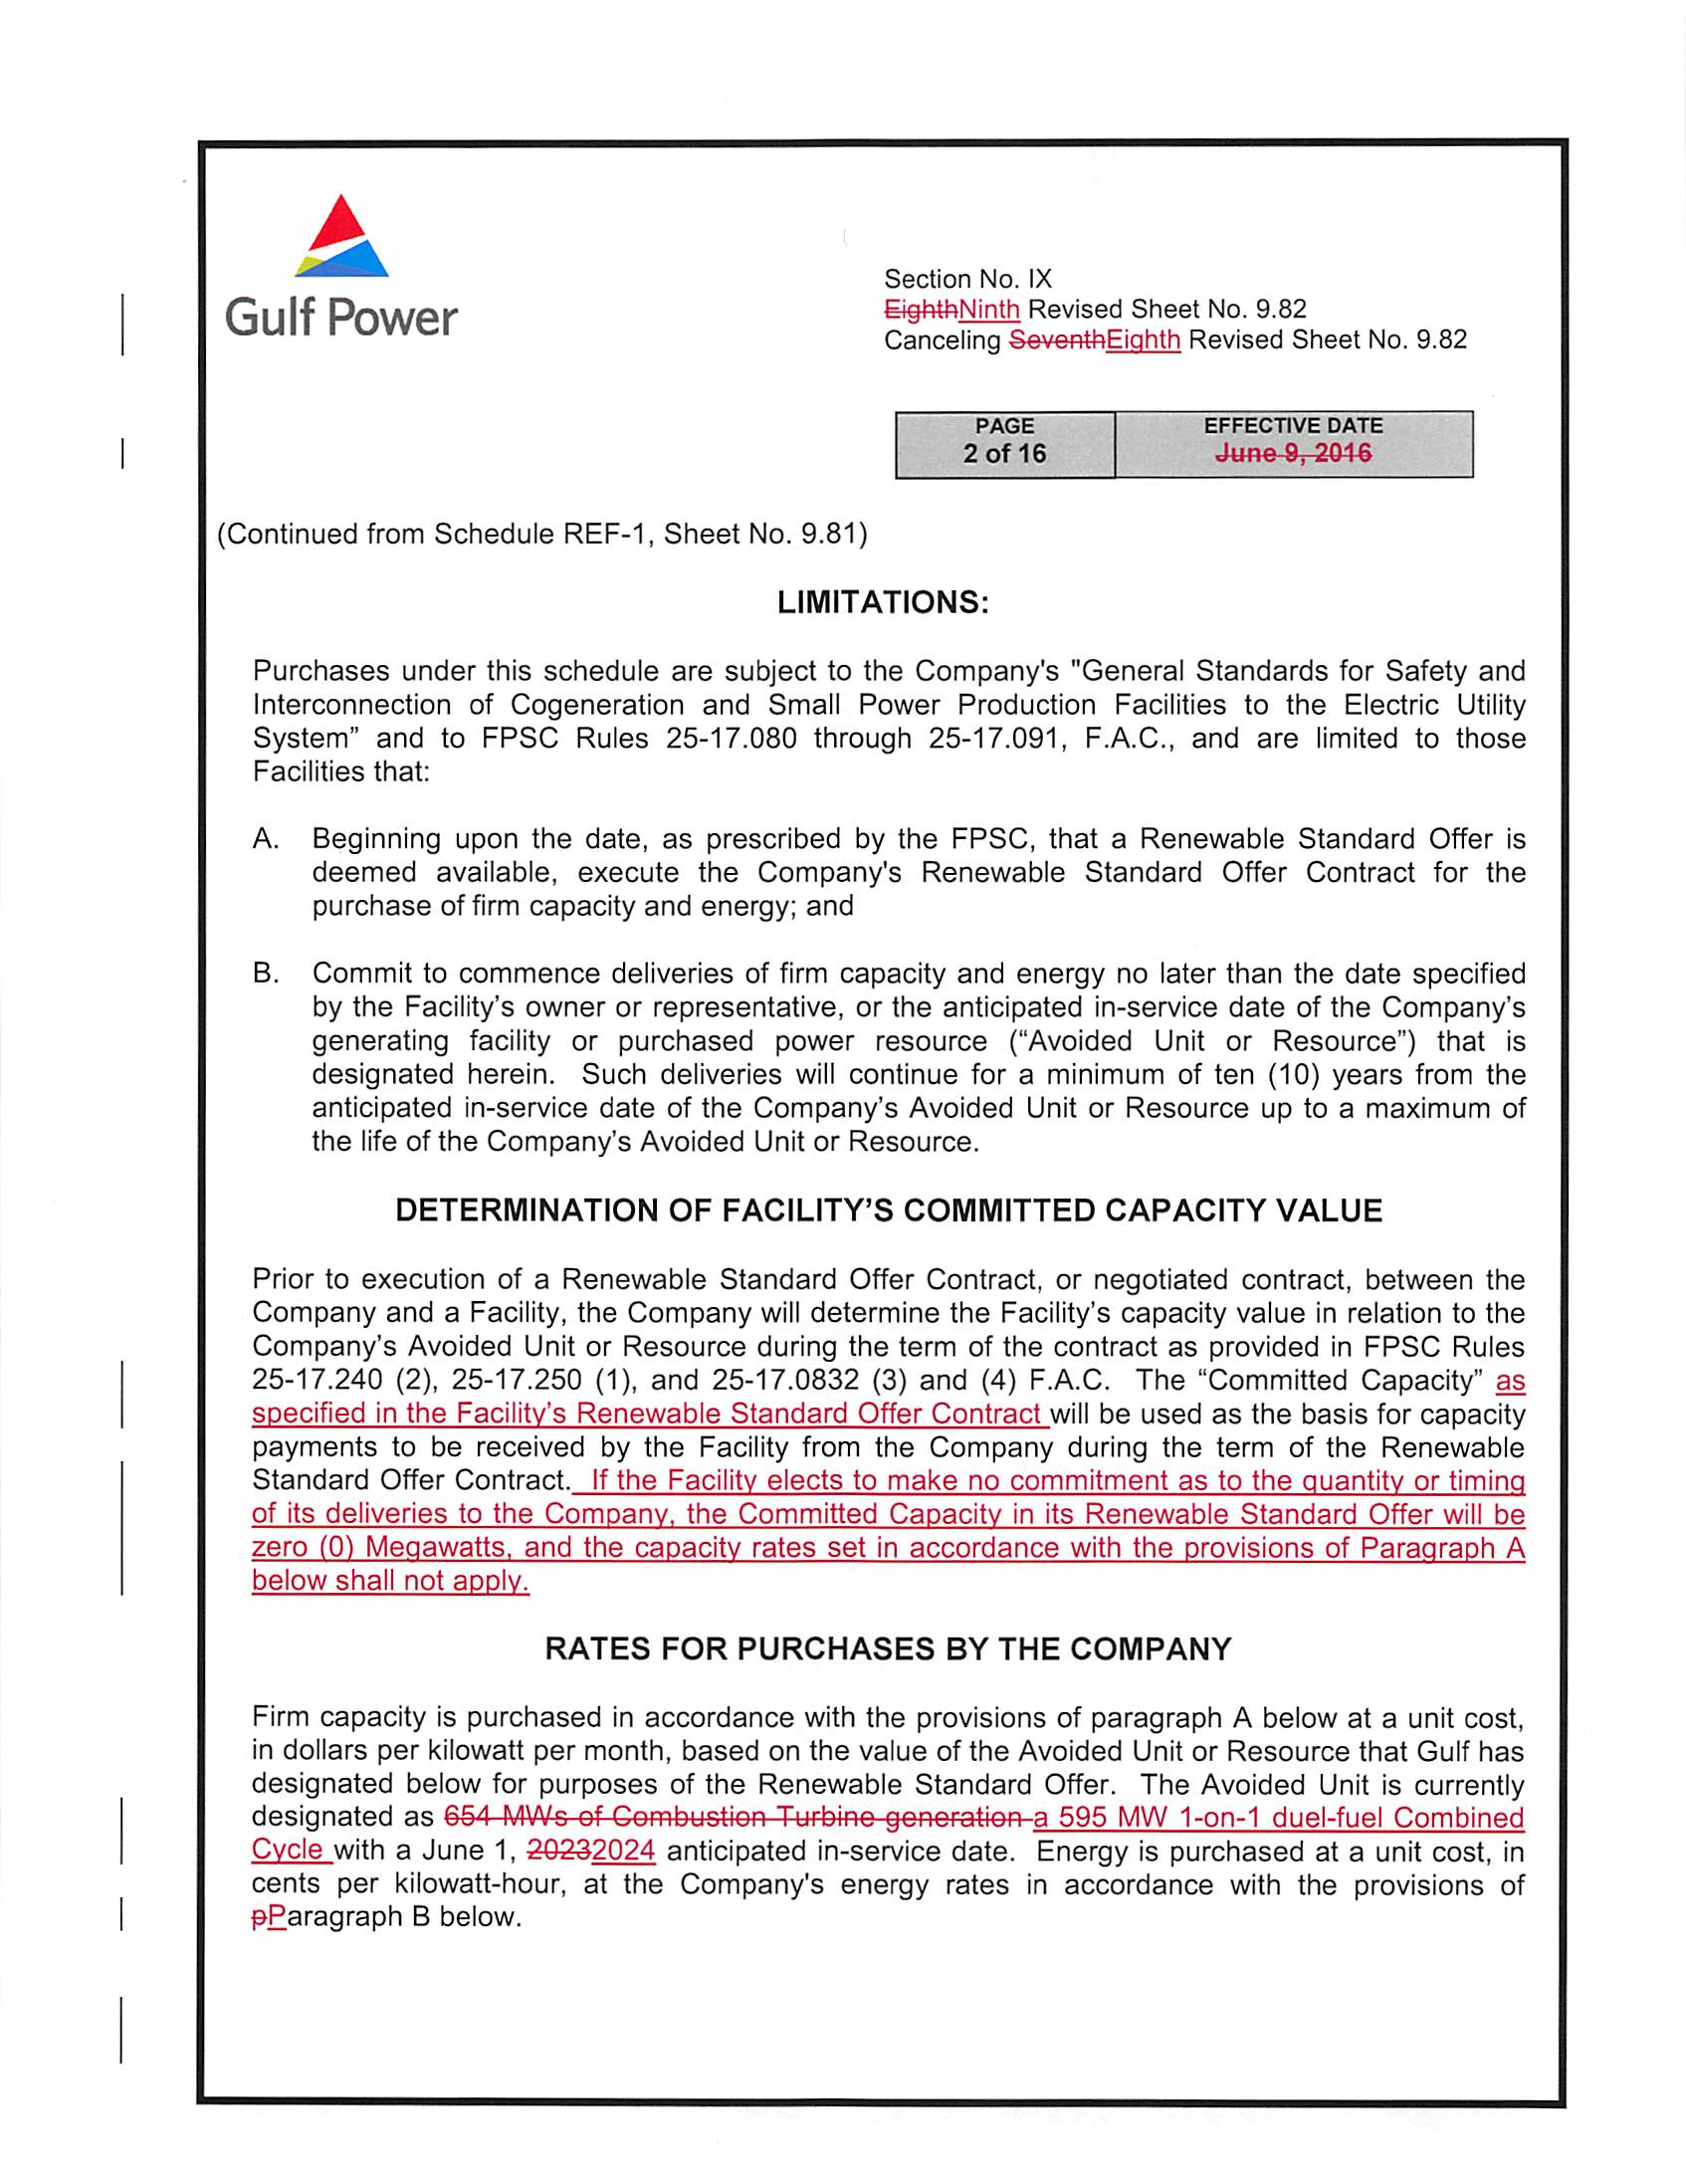 Gulf Power
Section No. IX
EighthNinth Revised Sheet No. 9.82
Canceling SeventhEighth Revised Sheet No. 9.82
PAGE
2 of 16
EFFECTIVE DATE
June 9, 2016
(Continued from Schedule REF-1, Sheet No. 9.81)
LIMITATIONS:
Purchases under this schedule are subject to the Company's "General Standards for Safety and
Interconnection of Cogeneration and Small Power Production Facilities to the Electric Utility
System” and to FPSC Rules 25-17.080 through 25-17.091, F.A.C., and are limited to those
Facilities that:
A. Beginning upon the date, as prescribed by the FPSC, that a Renewable Standard Offer is
deemed available, execute the Company's Renewable Standard Offer Contract for the
purchase of firm capacity and energy; and
B. Commit to commence deliveries of firm capacity and energy no later than the date specified
by the Facility’s owner or representative, or the anticipated in-service date of the Company’s
generating facility or purchased power resource (“Avoided Unit or Resource”) that is
designated herein. Such deliveries will continue for a minimum of ten (10) years from the
anticipated in-service date of the Company’s Avoided Unit or Resource up to a maximum of
the life of the Company’s Avoided Unit or Resource.
DETERMINATION OF FACILITY’S COMMITTED CAPACITY VALUE
Prior to execution of a Renewable Standard Offer Contract, or negotiated contract, between the
Company and a Facility, the Company will determine the Facility’s capacity value in relation to the
Company’s Avoided Unit or Resource during the term of the contract as provided in FPSC Rules
25-17.240 (2), 25-17.250 (1), and 25-17.0832 (3) and (4) F.A.C. The “Committed Capacity” as
specified in the Facility’s Renewable Standard Offer Contract will be used as the basis for capacity
payments to be received by the Facility from the Company during the term of the Renewable
Standard Offer Contract. If the Facility elects to make no commitment as to the quantity or timing
of its deliveries to the Company, the Committed Capacity in its Renewable Standard Offer will be
zero (0) Megawatts, and the capacity rates set in accordance with the provisions of Paragraph A
below shall not apply.
RATES FOR PURCHASES BY THE COMPANY
Firm capacity is purchased in accordance with the provisions of paragraph A below at a unit cost,
in dollars per kilowatt per month, based on the value of the Avoided Unit or Resource that Gulf has
designated below for purposes of the Renewable Standard Offer. The Avoided Unit is currently
designated as 654 MWs of Combustion Turbine generation a 595 MW 1-on-1 duel-fuel Combined
Cycle with a June 1, 20232024 anticipated in-service date. Energy is purchased at a unit cost, in
cents per kilowatt-hour, at the Company's energy rates in accordance with the provisions of
pParagraph B below.